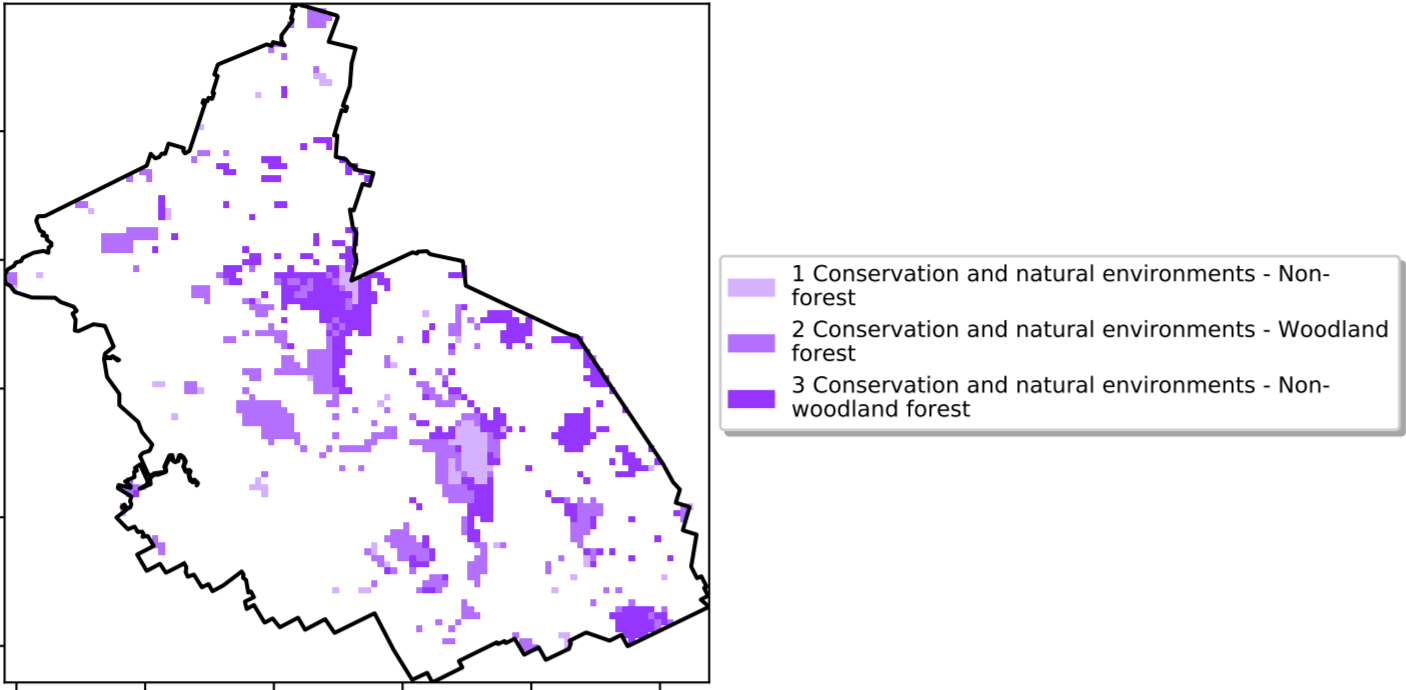 1 Conservation and natural environments - Non-
forest
2 Conservation and natural environments - Woodland
forest
3 Conservation and natural environments - Non-
woodland forest